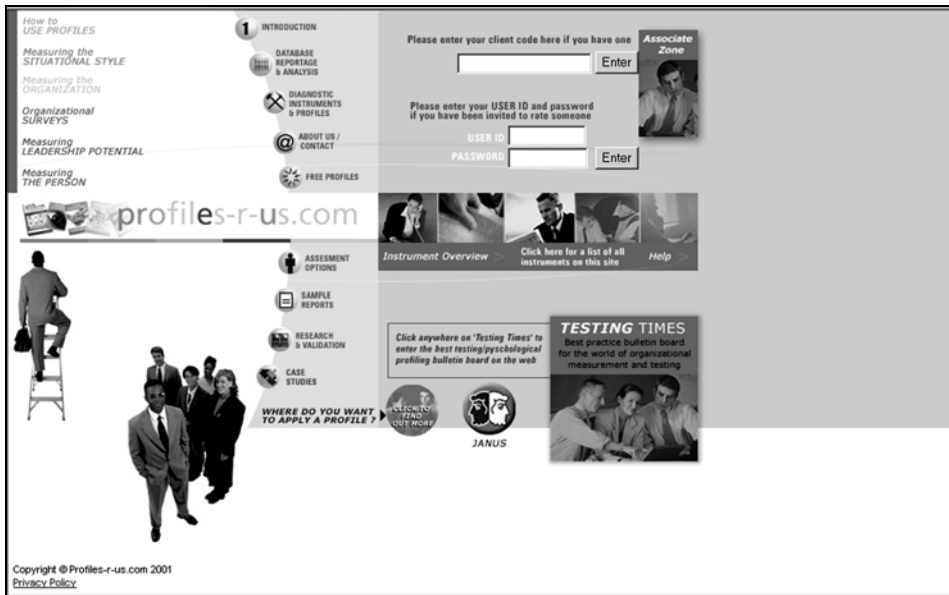 How to
USE PROFILES
Measuring the
SITUATIONAL STYLE
Measuring the
ORGANIZATION
Organizational
SURVEYS
Measuring
LEADERSHIP POTENTIAL
Measuring
THE PERSON
1 INTRODUCTION
DATABASE
REPORTAGE
& ANALYSIS
DIAGNOSTIC
INSTRUMENTS
& PROFILES
@ ABOUT US /
CONTACT
FREE PROFILES
Please enter your client code here if you have one
Enter
Please enter your USER ID and password
if you have been invited to rate someone
USER ID
PASSWORD
Enter
Associate
Zone
profiles-r-us.com
Instrument Overview >
Click here for a list of all
instruments on this site
Help >
ASSESMENT
OPTIONS
SAMPLE
REPORTS
RESEARCH
& VALIDATION
CASE
STUDIES
WHERE DO YOU WANT
TO APPLY A PROFILE ?
Click anywhere on 'Testing Times' to
enter the best testing/pyschological
profiling bulletin board on the web
CLICK TO
FIND
OUT MORE
JANUS
TESTING TIMES
Best practice bulletin board
for the world of organizational
measurement and testing
Copyright © Profiles-r-us.com 2001
Privacy Policy